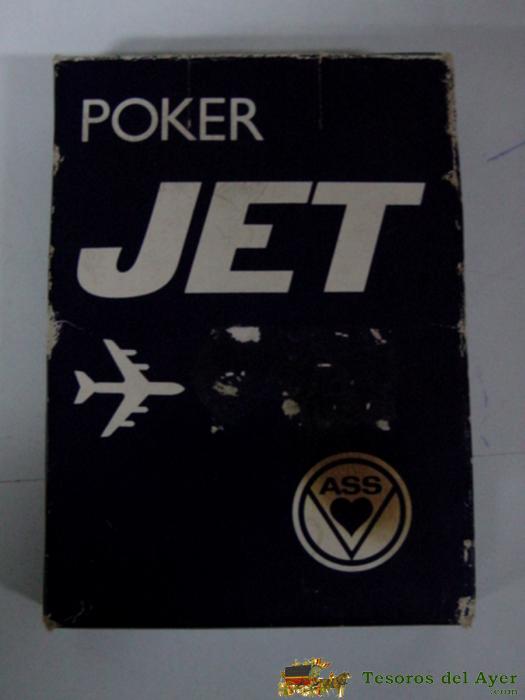 POKER
JET
ASS
Tesoros del Ayer
.com